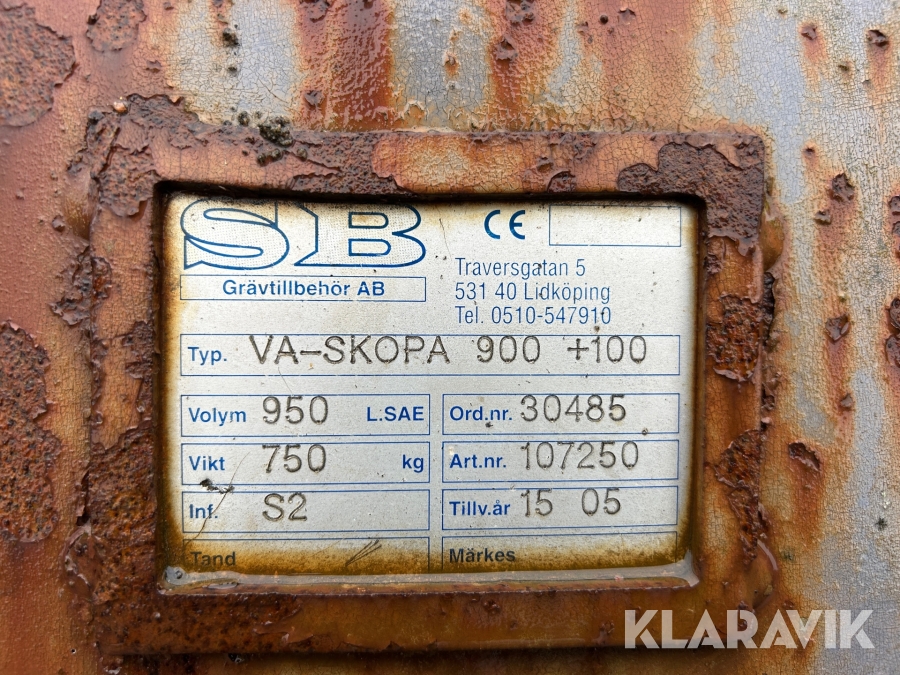 SB
CE
Grävtillbehör AB
Traversgatan 5
531 40 Lidköping
Tel. 0510-547910
Typ. VA-SKOPA 900 +100
Volym 950 L.SAE
Ord.nr. 30485
Vikt 750 kg
Art.nr. 107250
Inf. S2
Tillv.år 15 05
Tand
Märkes
KLARAVIK